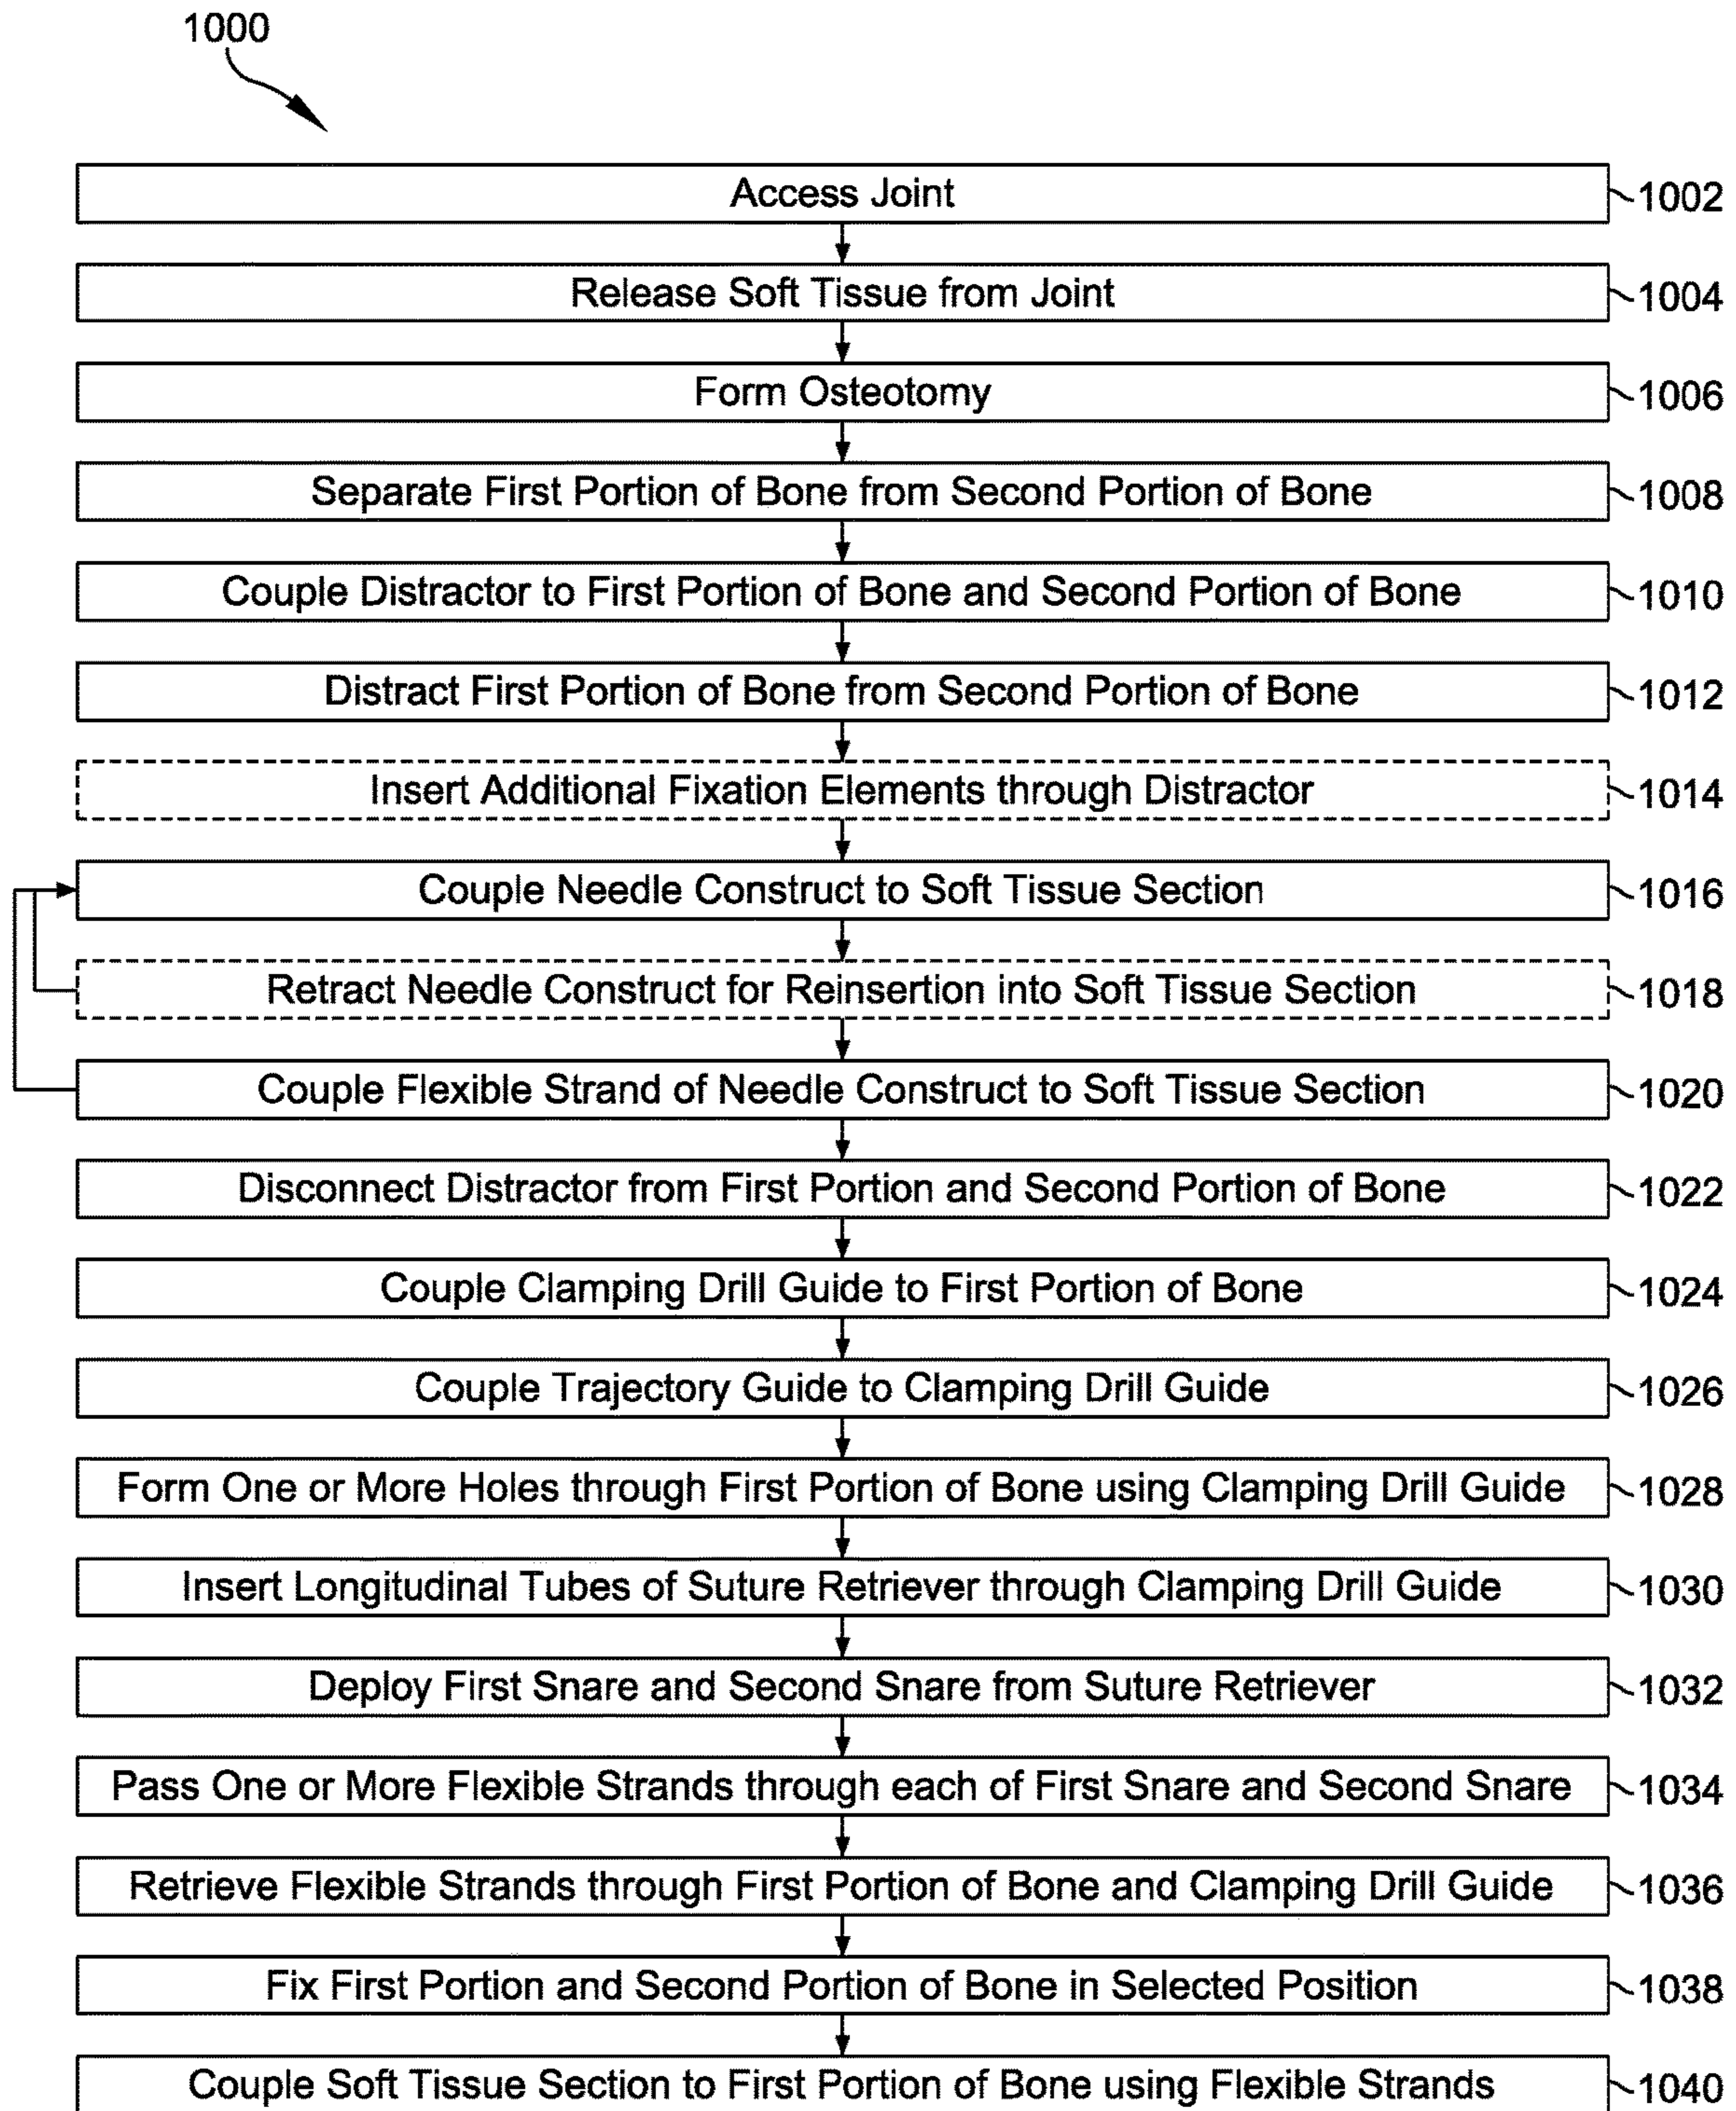 1000
Access Joint 1002
Release Soft Tissue from Joint 1004
Form Osteotomy 1006
Separate First Portion of Bone from Second Portion of Bone 1008
Couple Distractor to First Portion of Bone and Second Portion of Bone 1010
Distract First Portion of Bone from Second Portion of Bone 1012
Insert Additional Fixation Elements through Distractor 1014
Couple Needle Construct to Soft Tissue Section 1016
Retract Needle Construct for Reinsertion into Soft Tissue Section 1018
Couple Flexible Strand of Needle Construct to Soft Tissue Section 1020
Disconnect Distractor from First Portion and Second Portion of Bone 1022
Couple Clamping Drill Guide to First Portion of Bone 1024
Couple Trajectory Guide to Clamping Drill Guide 1026
Form One or More Holes through First Portion of Bone using Clamping Drill Guide 1028
Insert Longitudinal Tubes of Suture Retriever through Clamping Drill Guide 1030
Deploy First Snare and Second Snare from Suture Retriever 1032
Pass One or More Flexible Strands through each of First Snare and Second Snare 1034
Retrieve Flexible Strands through First Portion of Bone and Clamping Drill Guide 1036
Fix First Portion and Second Portion of Bone in Selected Position 1038
Couple Soft Tissue Section to First Portion of Bone using Flexible Strands 1040